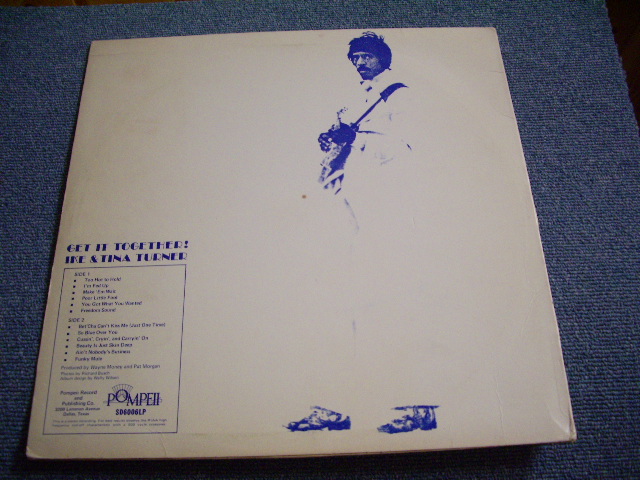 GET IT TOGETHER!
IKE & TINA TURNER
SIDE 1
Too Hot to Hold
I'm Fed Up
Make 'Em Wait
Poor Little Fool
You Got What You Wanted
Freedom Sound
SIDE 2
Bet Cha Can't Kiss Me (Just One Time)
So Blue Over You
Cussin', Cryin', and Carryin' On
Beauty Is Just Skin Deep
Ain't Nobody's Business
Funky Mule
Produced by Wayne Money and Pat Morgan
Pompeii Record
and
Publishing Co.
Dallas, Texas
POMPEII
SD6006LP